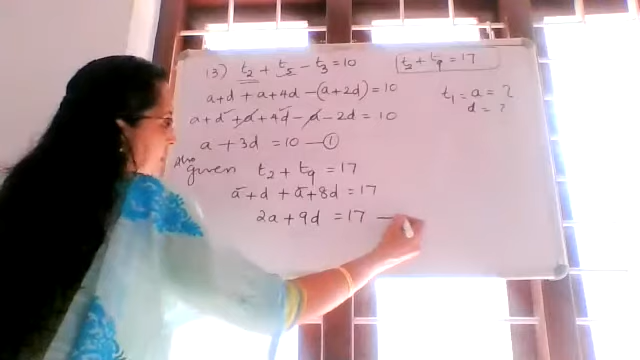 13) t₂ + t₅ - t₃ = 10
t₂ + t₉ = 17
a+d + a+4d -(a+2d) = 10
t₁ = a = ?
d = ?
a+d + a + 4d - a - 2d = 10
a + 3d = 10 — ①
Also
given t₂ + t₉ = 17
a + d + a + 8d = 17
2a + 9d = 17 —